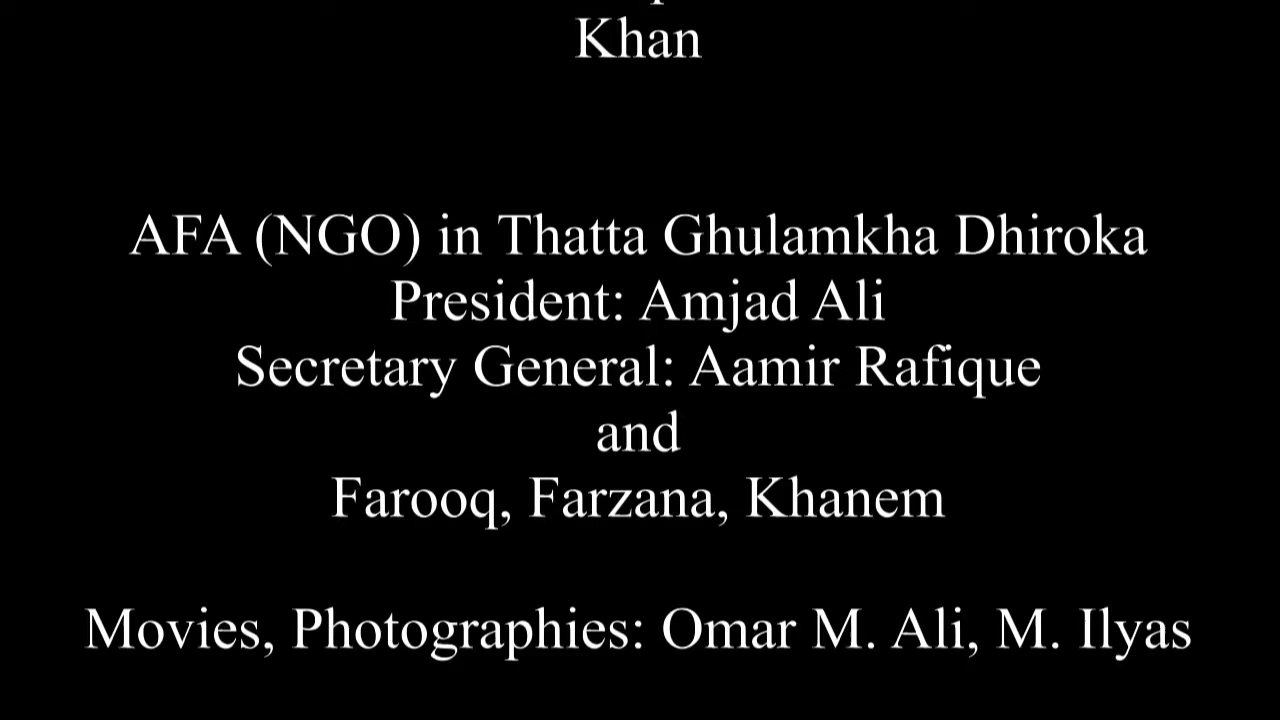 Khan
AFA (NGO) in Thatta Ghulamkha Dhiroka
President: Amjad Ali
Secretary General: Aamir Rafique
and
Farooq, Farzana, Khanem
Movies, Photographies: Omar M. Ali, M. Ilyas